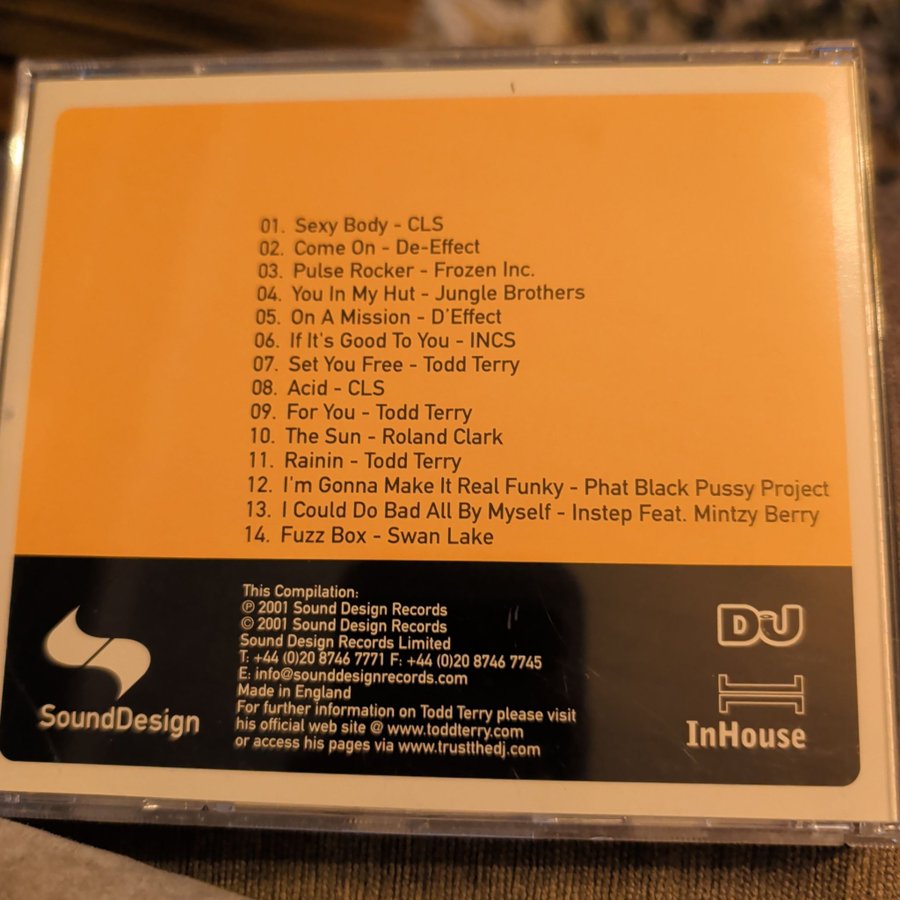 01. Sexy Body - CLS
02. Come On - De-Effect
03. Pulse Rocker - Frozen Inc.
04. You In My Hut - Jungle Brothers
05. On A Mission - D'Effect
06. If It's Good To You - INCS
07. Set You Free - Todd Terry
08. Acid - CLS
09. For You - Todd Terry
10. The Sun - Roland Clark
11. Rainin - Todd Terry
12. I'm Gonna Make It Real Funky - Phat Black Pussy Project
13. I Could Do Bad All By Myself - Instep Feat. Mintzy Berry
14. Fuzz Box - Swan Lake
This Compilation:
℗ 2001 Sound Design Records
© 2001 Sound Design Records
Sound Design Records Limited
T: +44 (0)20 8746 7771 F: +44 (0)20 8746 7745
E: info@sounddesignrecords.com
Made in England
For further information on Todd Terry please visit
his official web site @ www.toddterry.com
or access his pages via www.trustthedj.com
SoundDesign
DJ
InHouse